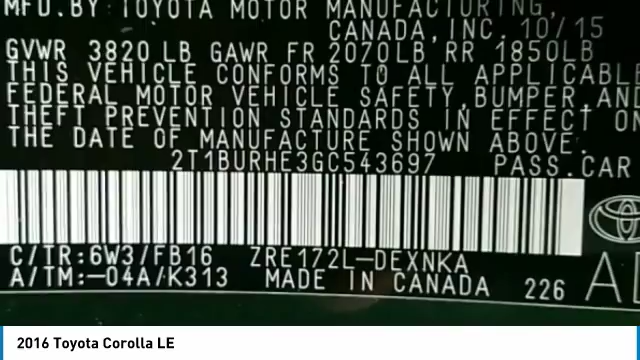 MFD.BY:TOYOTA MOTOR MANUFACTURING,
CANADA, INC. 10/15
GVWR 3820 LB GAWR FR 2070LB RR 1850LB
THIS VEHICLE CONFORMS TO ALL APPLICABLE
FEDERAL MOTOR VEHICLE SAFETY,BUMPER,AND
THEFT PREVENTION STANDARDS IN EFFECT ON
THE DATE OF MANUFACTURE SHOWN ABOVE.
2T1BURHE3GC543697 PASS.CAR
C/TR:6W3/FB16 ZRE172L-DEXNKA
A/TM:-04A/K313 MADE IN CANADA 226
2016 Toyota Corolla LE